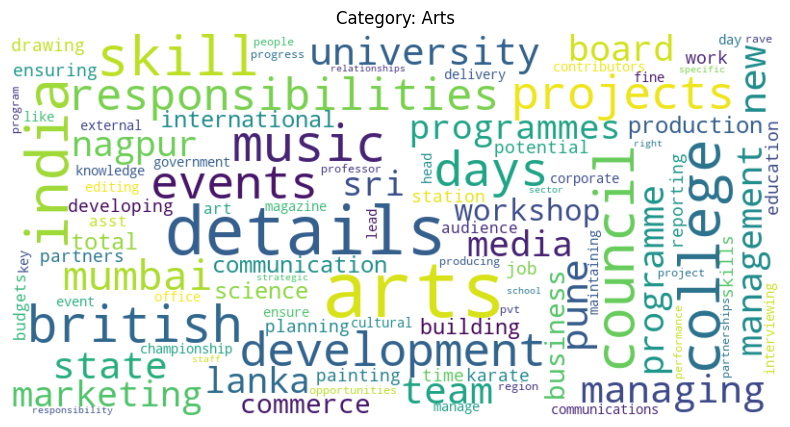 Category: Arts
drawing
skill
people
progress
university
relationships
board
contributors
work
day
rave
fine
specific
ensuring
delivery
program
like
india
responsibilities
projects
new
external
international
programmes
production
nagpur
music
potential
knowledge
government
professor
head
corporate
right
education
editing
events
days
sri
station
sector
council
college
management
reporting
developing
art
magazine
lead
workshop
asst
details
audience
media
total
partners
key
budgets
mumbai
communication
strategic
science
arts
producing
job
school
pune
maintaining
programme
project
skills
office
event
ensure
british
planning
cultural
building
pvt
business
partnerships
performance
interviewing
championship
staff
development
state
lanka
painting
time
karate
opportunities
team
region
marketing
commerce
manage
managing
responsibility
communications